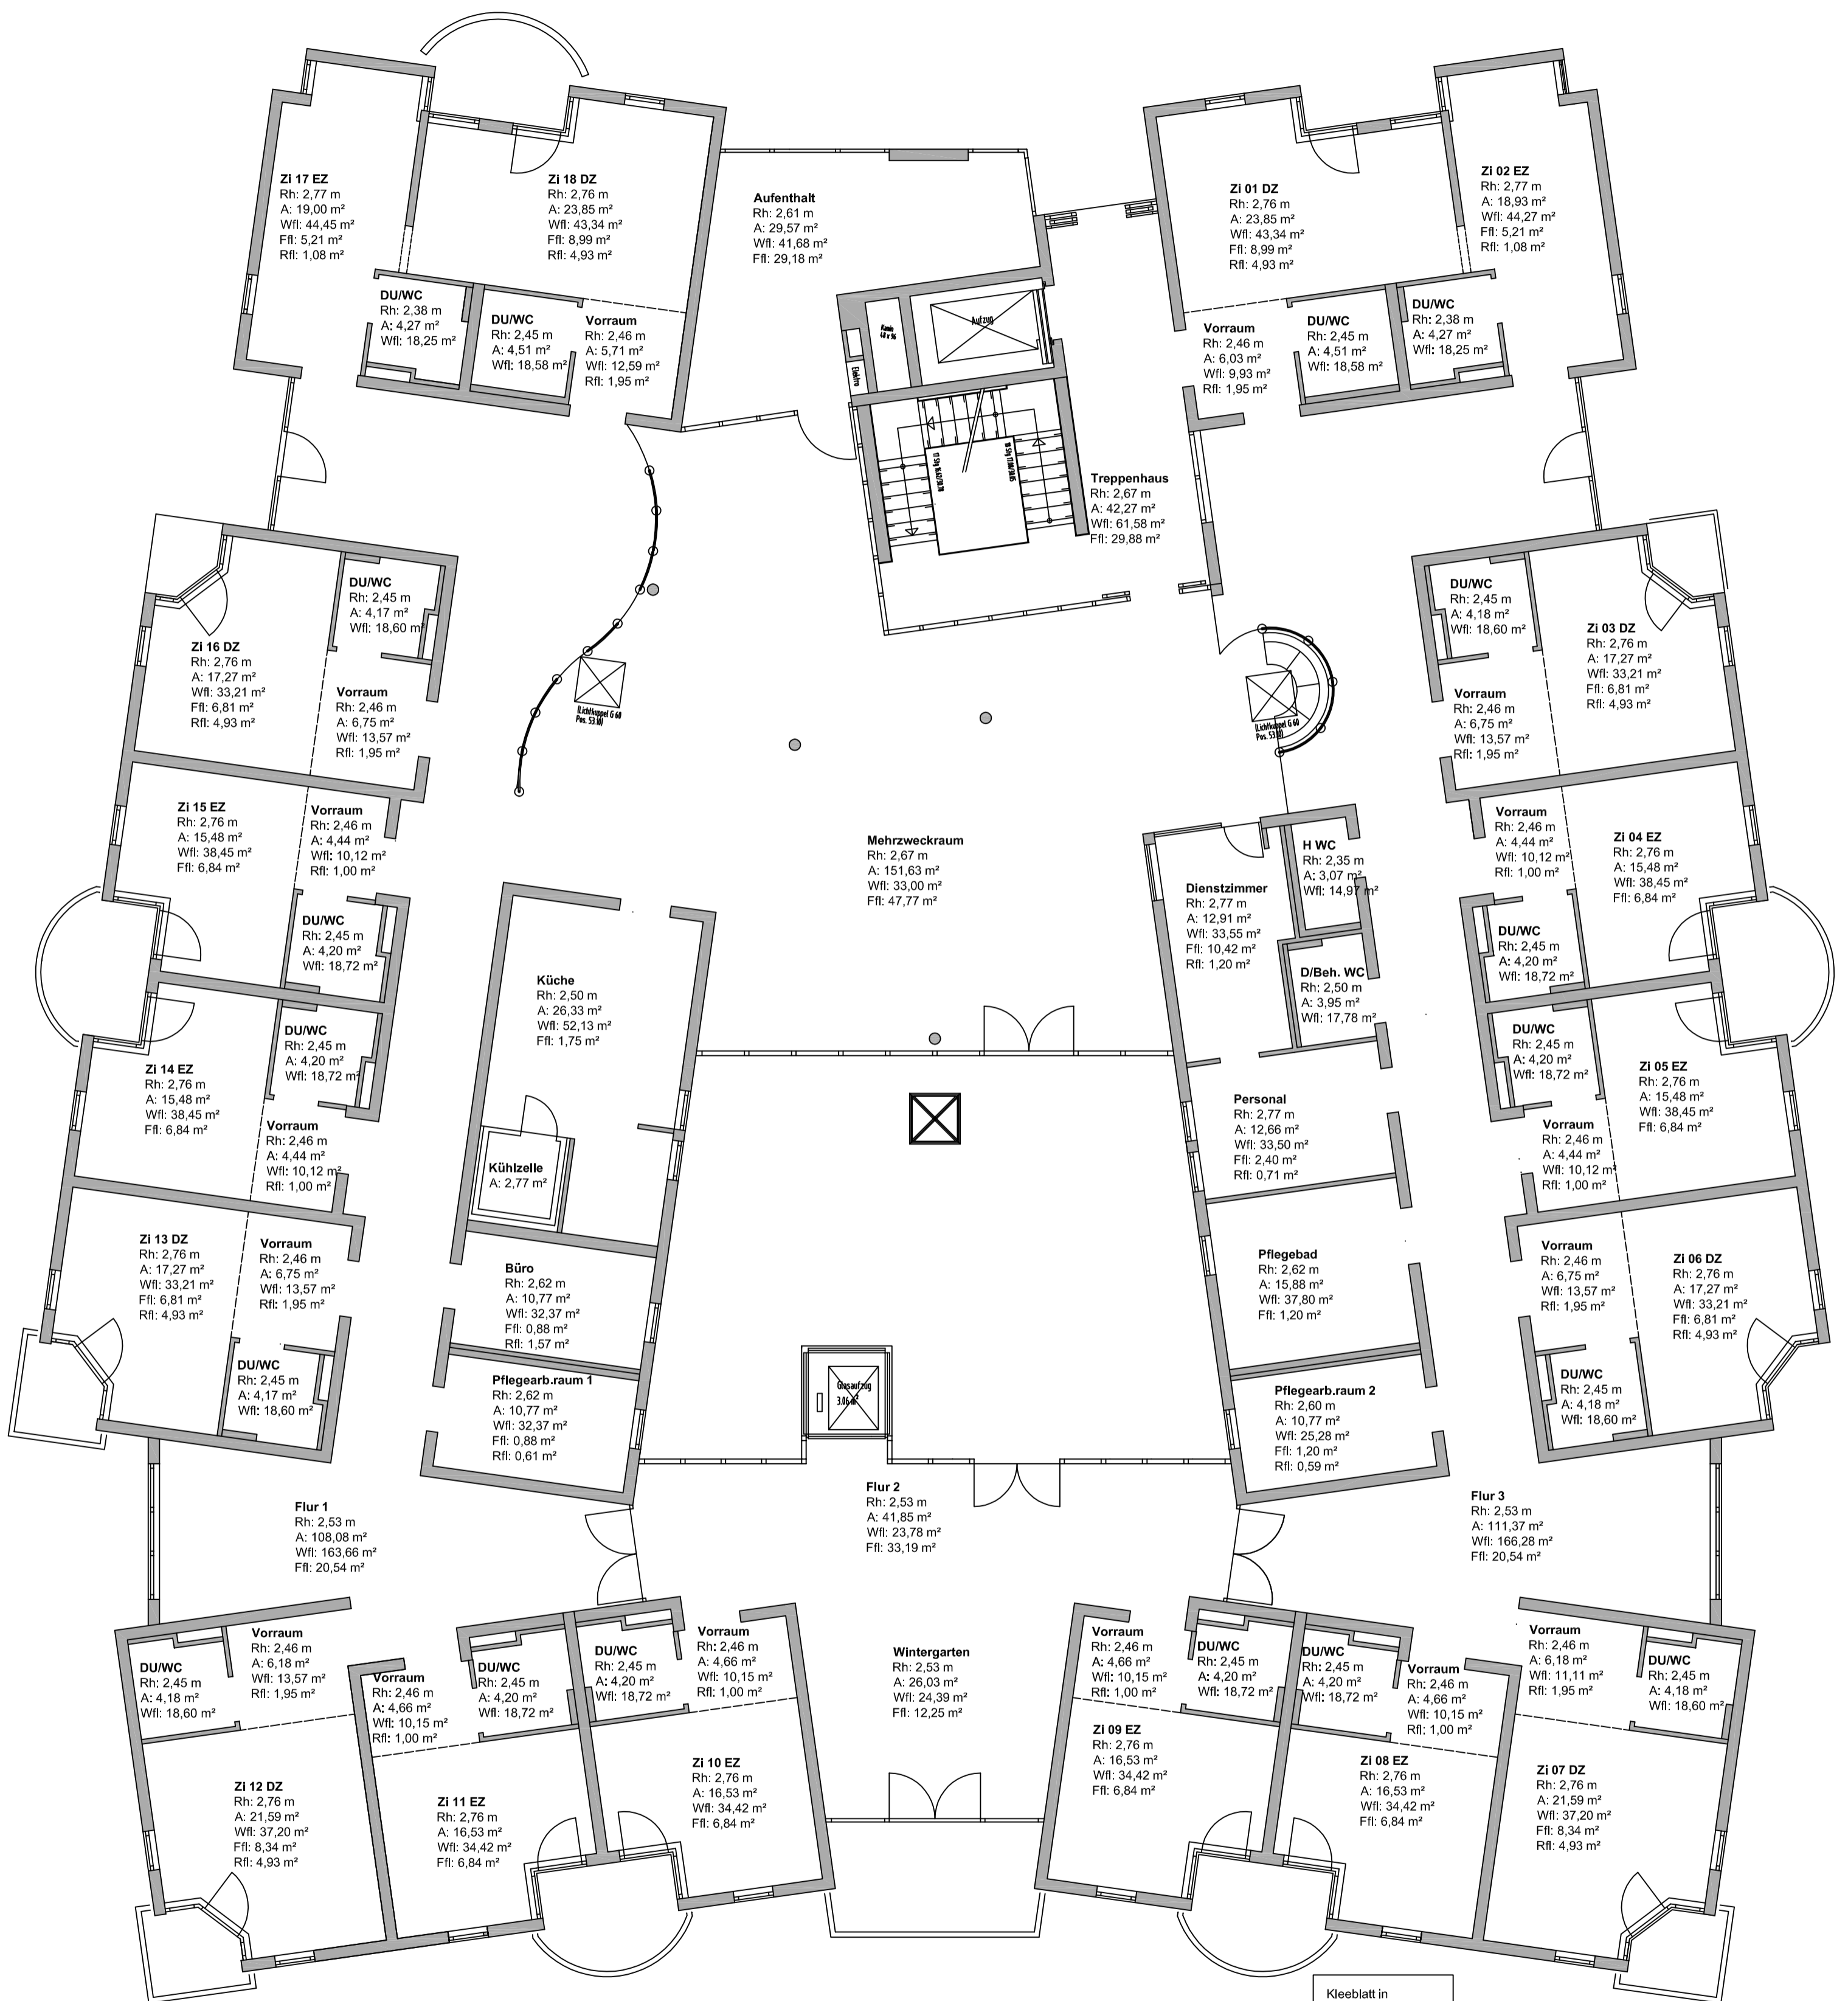 Zi 17 EZ
Rh: 2,77 m
A: 19,00 m²
Wfl: 44,45 m²
Ffl: 5,21 m²
Rfl: 1,08 m²
Zi 18 DZ
Rh: 2,76 m
A: 23,85 m²
Wfl: 43,34 m²
Ffl: 8,99 m²
Rfl: 4,93 m²
Aufenthalt
Rh: 2,61 m
A: 29,57 m²
Wfl: 41,68 m²
Ffl: 29,18 m²
Zi 01 DZ
Rh: 2,76 m
A: 23,85 m²
Wfl: 43,34 m²
Ffl: 8,99 m²
Rfl: 4,93 m²
Zi 02 EZ
Rh: 2,77 m
A: 18,93 m²
Wfl: 44,27 m²
Ffl: 5,21 m²
Rfl: 1,08 m²
DU/WC
Rh: 2,38 m
A: 4,27 m²
Wfl: 18,25 m²
DU/WC
Rh: 2,45 m
A: 4,51 m²
Wfl: 18,58 m²
Vorraum
Rh: 2,46 m
A: 5,71 m²
Wfl: 12,59 m²
Rfl: 1,95 m²
Kamin
Aufzug
Elektro
Vorraum
Rh: 2,46 m
A: 6,03 m²
Wfl: 9,93 m²
Rfl: 1,95 m²
DU/WC
Rh: 2,45 m
A: 4,51 m²
Wfl: 18,58 m²
DU/WC
Rh: 2,38 m
A: 4,27 m²
Wfl: 18,25 m²
Treppenhaus
Rh: 2,67 m
A: 42,27 m²
Wfl: 61,58 m²
Ffl: 29,88 m²
DU/WC
Rh: 2,45 m
A: 4,17 m²
Wfl: 18,60 m²
Zi 16 DZ
Rh: 2,76 m
A: 17,27 m²
Wfl: 33,21 m²
Ffl: 6,81 m²
Rfl: 4,93 m²
Vorraum
Rh: 2,46 m
A: 6,75 m²
Wfl: 13,57 m²
Rfl: 1,95 m²
(Lichtkuppel G 60
Pos. 53.10)
(Lichtkuppel G 60
Pos. 53.10)
DU/WC
Rh: 2,45 m
A: 4,18 m²
Wfl: 18,60 m²
Zi 03 DZ
Rh: 2,76 m
A: 17,27 m²
Wfl: 33,21 m²
Ffl: 6,81 m²
Rfl: 4,93 m²
Vorraum
Rh: 2,46 m
A: 6,75 m²
Wfl: 13,57 m²
Rfl: 1,95 m²
Zi 15 EZ
Rh: 2,76 m
A: 15,48 m²
Wfl: 38,45 m²
Ffl: 6,84 m²
Vorraum
Rh: 2,46 m
A: 4,44 m²
Wfl: 10,12 m²
Rfl: 1,00 m²
DU/WC
Rh: 2,45 m
A: 4,20 m²
Wfl: 18,72 m²
Mehrzweckraum
Rh: 2,67 m
A: 151,63 m²
Wfl: 33,00 m²
Ffl: 47,77 m²
Dienstzimmer
Rh: 2,77 m
A: 12,91 m²
Wfl: 33,55 m²
Ffl: 10,42 m²
Rfl: 1,20 m²
H WC
Rh: 2,35 m
A: 3,07 m²
Wfl: 14,97 m²
D/Beh. WC
Rh: 2,50 m
A: 3,95 m²
Wfl: 17,78 m²
Vorraum
Rh: 2,46 m
A: 4,44 m²
Wfl: 10,12 m²
Rfl: 1,00 m²
Zi 04 EZ
Rh: 2,76 m
A: 15,48 m²
Wfl: 38,45 m²
Ffl: 6,84 m²
DU/WC
Rh: 2,45 m
A: 4,20 m²
Wfl: 18,72 m²
Küche
Rh: 2,50 m
A: 26,33 m²
Wfl: 52,13 m²
Ffl: 1,75 m²
DU/WC
Rh: 2,45 m
A: 4,20 m²
Wfl: 18,72 m²
Zi 14 EZ
Rh: 2,76 m
A: 15,48 m²
Wfl: 38,45 m²
Ffl: 6,84 m²
Vorraum
Rh: 2,46 m
A: 4,44 m²
Wfl: 10,12 m²
Rfl: 1,00 m²
Kühlzelle
A: 2,77 m²
Personal
Rh: 2,77 m
A: 12,66 m²
Wfl: 33,50 m²
Ffl: 2,40 m²
Rfl: 0,71 m²
DU/WC
Rh: 2,45 m
A: 4,20 m²
Wfl: 18,72 m²
Zi 05 EZ
Rh: 2,76 m
A: 15,48 m²
Wfl: 38,45 m²
Ffl: 6,84 m²
Vorraum
Rh: 2,46 m
A: 4,44 m²
Wfl: 10,12 m²
Rfl: 1,00 m²
Zi 13 DZ
Rh: 2,76 m
A: 17,27 m²
Wfl: 33,21 m²
Ffl: 6,81 m²
Rfl: 4,93 m²
Vorraum
Rh: 2,46 m
A: 6,75 m²
Wfl: 13,57 m²
Rfl: 1,95 m²
DU/WC
Rh: 2,45 m
A: 4,17 m²
Wfl: 18,60 m²
Büro
Rh: 2,62 m
A: 10,77 m²
Wfl: 32,37 m²
Ffl: 0,88 m²
Rfl: 1,57 m²
Pflegearb.raum 1
Rh: 2,62 m
A: 10,77 m²
Wfl: 32,37 m²
Ffl: 0,88 m²
Rfl: 0,61 m²
Glasaufzug
3.06 m²
Pflegebad
Rh: 2,62 m
A: 15,88 m²
Wfl: 37,80 m²
Ffl: 1,20 m²
Pflegearb.raum 2
Rh: 2,60 m
A: 10,77 m²
Wfl: 25,28 m²
Ffl: 1,20 m²
Rfl: 0,59 m²
Vorraum
Rh: 2,46 m
A: 6,75 m²
Wfl: 13,57 m²
Rfl: 1,95 m²
Zi 06 DZ
Rh: 2,76 m
A: 17,27 m²
Wfl: 33,21 m²
Ffl: 6,81 m²
Rfl: 4,93 m²
DU/WC
Rh: 2,45 m
A: 4,18 m²
Wfl: 18,60 m²
Flur 1
Rh: 2,53 m
A: 108,08 m²
Wfl: 163,66 m²
Ffl: 20,54 m²
Flur 2
Rh: 2,53 m
A: 41,85 m²
Wfl: 23,78 m²
Ffl: 33,19 m²
Flur 3
Rh: 2,53 m
A: 111,37 m²
Wfl: 166,28 m²
Ffl: 20,54 m²
DU/WC
Rh: 2,45 m
A: 4,18 m²
Wfl: 18,60 m²
Vorraum
Rh: 2,46 m
A: 6,18 m²
Wfl: 13,57 m²
Rfl: 1,95 m²
Vorraum
Rh: 2,46 m
A: 4,66 m²
Wfl: 10,15 m²
Rfl: 1,00 m²
DU/WC
Rh: 2,45 m
A: 4,20 m²
Wfl: 18,72 m²
DU/WC
Rh: 2,45 m
A: 4,20 m²
Wfl: 18,72 m²
Vorraum
Rh: 2,46 m
A: 4,66 m²
Wfl: 10,15 m²
Rfl: 1,00 m²
Wintergarten
Rh: 2,53 m
A: 26,03 m²
Wfl: 24,39 m²
Ffl: 12,25 m²
Vorraum
Rh: 2,46 m
A: 4,66 m²
Wfl: 10,15 m²
Rfl: 1,00 m²
DU/WC
Rh: 2,45 m
A: 4,20 m²
Wfl: 18,72 m²
DU/WC
Rh: 2,45 m
A: 4,20 m²
Wfl: 18,72 m²
Vorraum
Rh: 2,46 m
A: 4,66 m²
Wfl: 10,15 m²
Rfl: 1,00 m²
Vorraum
Rh: 2,46 m
A: 6,18 m²
Wfl: 11,11 m²
Rfl: 1,95 m²
DU/WC
Rh: 2,45 m
A: 4,18 m²
Wfl: 18,60 m²
Zi 12 DZ
Rh: 2,76 m
A: 21,59 m²
Wfl: 37,20 m²
Ffl: 8,34 m²
Rfl: 4,93 m²
Zi 11 EZ
Rh: 2,76 m
A: 16,53 m²
Wfl: 34,42 m²
Ffl: 6,84 m²
Zi 10 EZ
Rh: 2,76 m
A: 16,53 m²
Wfl: 34,42 m²
Ffl: 6,84 m²
Zi 09 EZ
Rh: 2,76 m
A: 16,53 m²
Wfl: 34,42 m²
Ffl: 6,84 m²
Zi 08 EZ
Rh: 2,76 m
A: 16,53 m²
Wfl: 34,42 m²
Ffl: 6,84 m²
Zi 07 DZ
Rh: 2,76 m
A: 21,59 m²
Wfl: 37,20 m²
Ffl: 8,34 m²
Rfl: 4,93 m²
Kleeblatt in